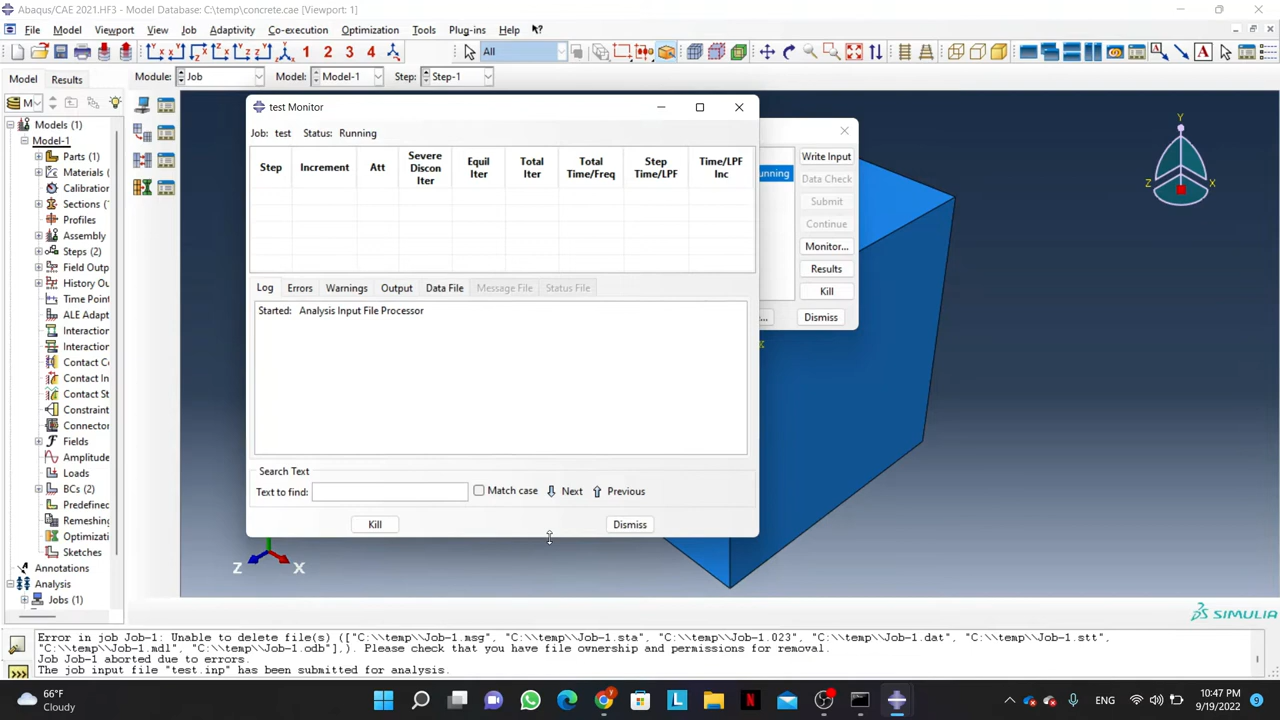 Abaqus/CAE 2021.HF3 - Model Database: C:\temp\concrete.cae [Viewport: 1]
File Model Viewport View Job Adaptivity Co-execution Optimization Tools Plug-ins Help
1 2 3 4 All
Model Results Module: Job Model: Model-1 Step: Step-1
Models (1)
Model-1
Parts (1)
Materials (
Calibration
Sections (
Profiles
Assembly
Steps (2)
Field Outp
History Ou
Time Point
ALE Adapt
Interaction
Interaction
Contact Co
Contact In
Contact St
Constraint
Connector
Fields
Amplitude
Loads
BCs (2)
Predefined
Remeshing
Optimizati
Sketches
Annotations
Analysis
Jobs (1)
test Monitor
Job: test Status: Running
Step Increment Att Severe Discon Iter Equil Iter Total Iter Total Time/Freq Step Time/LPF Time/LPF Inc
Log Errors Warnings Output Data File Message File Status File
Started: Analysis Input File Processor
Search Text
Text to find: Match case Next Previous
Kill Dismiss
unning
Write Input
Data Check
Submit
Continue
Monitor...
Results
Kill
... Dismiss
Y
Z X
Z X
SIMULIA
Error in job Job-1: Unable to delete file(s) (["C:\\temp\\Job-1.msg", "C:\\temp\\Job-1.sta", "C:\\temp\\Job-1.023", "C:\\temp\\Job-1.dat", "C:\\temp\\Job-1.stt",
"C:\\temp\\Job-1.mdl", "C:\\temp\\Job-1.odb"],). Please check that you have file ownership and permissions for removal.
Job Job-1 aborted due to errors.
The job input file "test.inp" has been submitted for analysis.
66°F
Cloudy
ENG
10:47 PM
9/19/2022